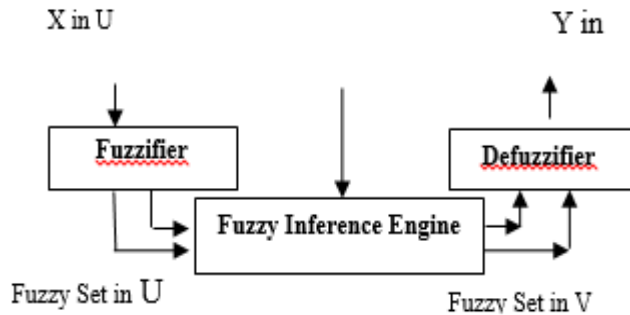 X in U
Y in
Fuzzifier
Defuzzifier
Fuzzy Inference Engine
Fuzzy Set in U
Fuzzy Set in V